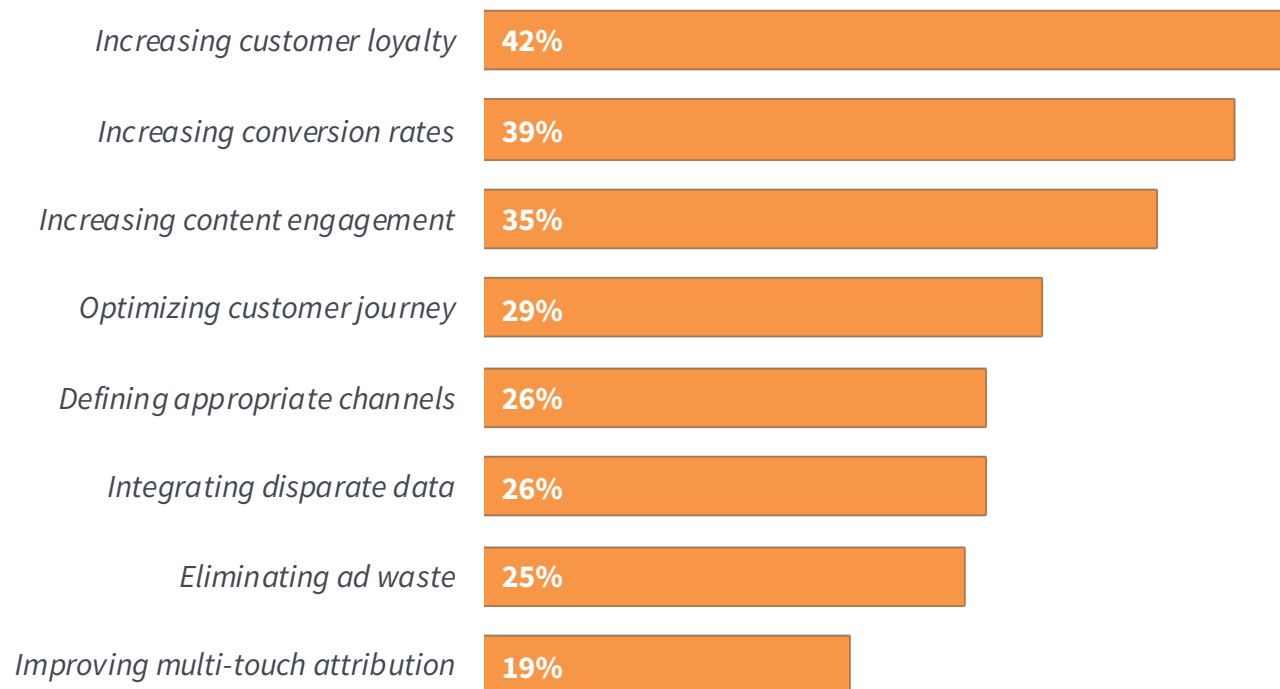 Increasing customer loyalty 42%
Increasing conversion rates 39%
Increasing content engagement 35%
Optimizing customer journey 29%
Defining appropriate channels 26%
Integrating disparate data 26%
Eliminating ad waste 25%
Improving multi-touch attribution 19%